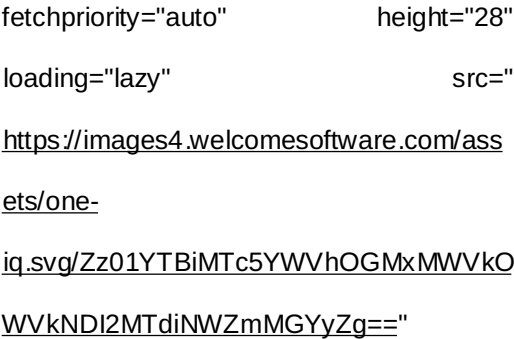 fetchpriority="auto" height="28"
loading="lazy" src="
https://images4.welcomesoftware.com/ass
ets/one-
iq.svg/Zz01YTBiMTc5YWVhOGMxMWVkO
WVkNDI2MTdiNWZmMGYyZg=="